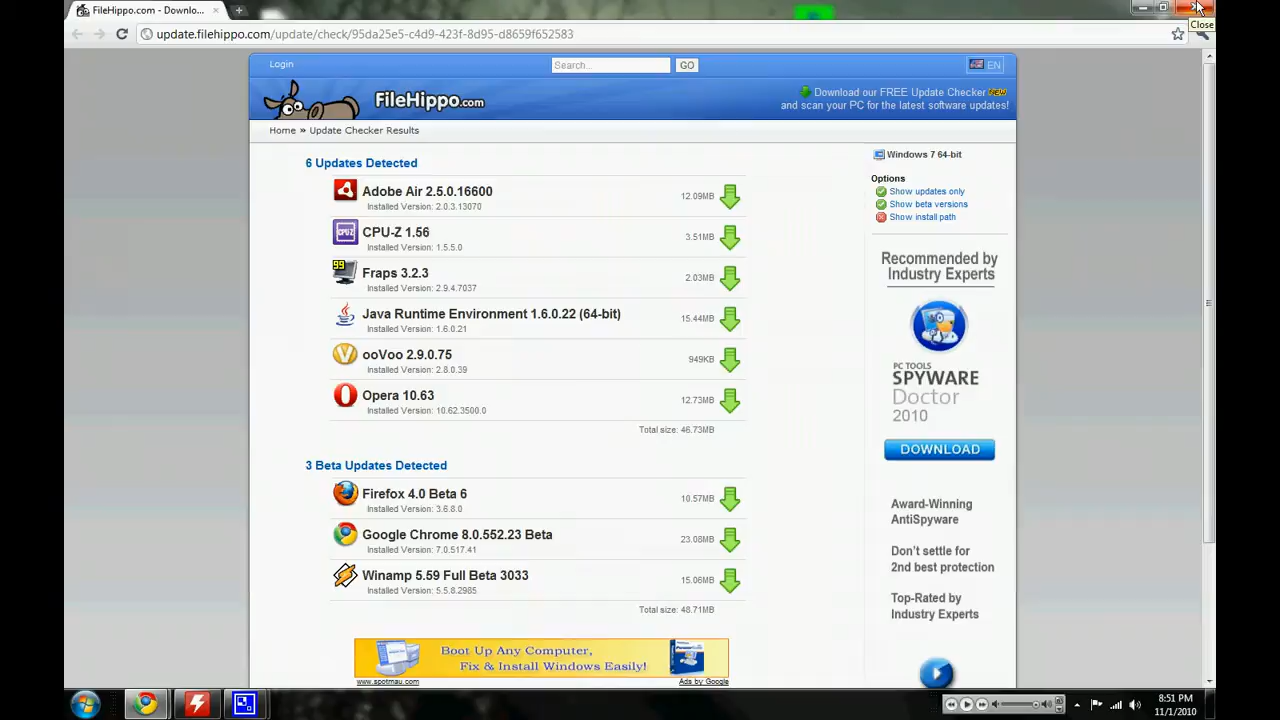 FileHippo.com - Downlo...
Close
update.filehippo.com/update/check/95da25e5-c4d9-423f-8d95-d8659f652583
Login
Search...
GO
EN
FileHippo.com
Download our FREE Update Checker NEW
and scan your PC for the latest software updates!
Home » Update Checker Results
6 Updates Detected
Adobe Air 2.5.0.16600
Installed Version: 2.0.3.13070
12.09MB
CPU-Z 1.56
Installed Version: 1.5.5.0
3.51MB
99
Fraps 3.2.3
Installed Version: 2.9.4.7037
2.03MB
Java Runtime Environment 1.6.0.22 (64-bit)
Installed Version: 1.6.0.21
15.44MB
ooVoo 2.9.0.75
Installed Version: 2.8.0.39
949KB
Opera 10.63
Installed Version: 10.62.3500.0
12.73MB
Total size: 46.73MB
3 Beta Updates Detected
Firefox 4.0 Beta 6
Installed Version: 3.6.8.0
10.57MB
Google Chrome 8.0.552.23 Beta
Installed Version: 7.0.517.41
23.08MB
Winamp 5.59 Full Beta 3033
Installed Version: 5.5.8.2985
15.06MB
Total size: 48.71MB
Boot Up Any Computer,
Fix & Install Windows Easily!
www.spotmau.com
Ads by Google
Windows 7 64-bit
Options
Show updates only
Show beta versions
Show install path
Recommended by
Industry Experts
PC TOOLS
SPYWARE
Doctor
2010
DOWNLOAD
Award-Winning
AntiSpyware
Don't settle for
2nd best protection
Top-Rated by
Industry Experts
8:51 PM
11/1/2010